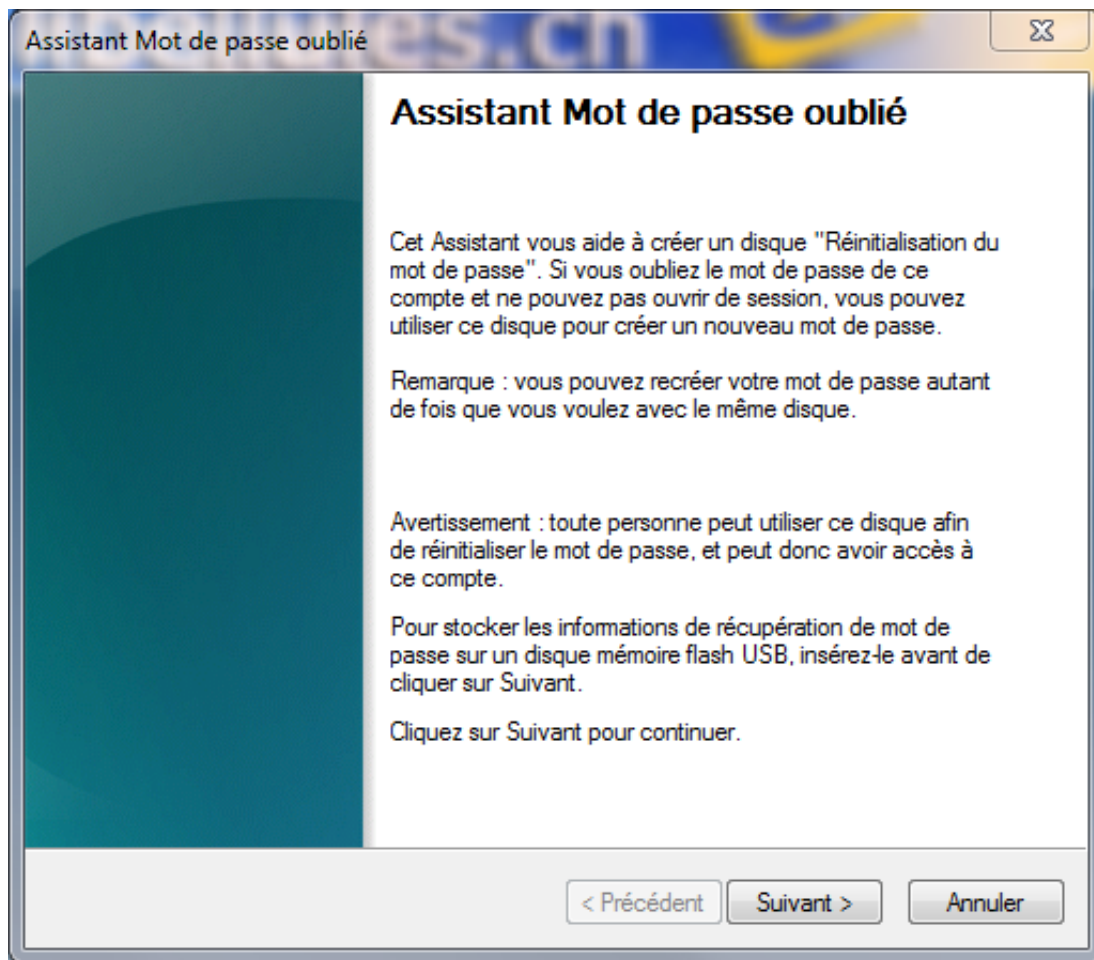 Assistant Mot de passe oublié
Assistant Mot de passe oublié
Cet Assistant vous aide à créer un disque "Réinitialisation du
mot de passe". Si vous oubliez le mot de passe de ce
compte et ne pouvez pas ouvrir de session, vous pouvez
utiliser ce disque pour créer un nouveau mot de passe.
Remarque : vous pouvez recréer votre mot de passe autant
de fois que vous voulez avec le même disque.
Avertissement : toute personne peut utiliser ce disque afin
de réinitialiser le mot de passe, et peut donc avoir accès à
ce compte.
Pour stocker les informations de récupération de mot de
passe sur un disque mémoire flash USB, insérez-le avant de
cliquer sur Suivant.
Cliquez sur Suivant pour continuer.
< Précédent Suivant > Annuler